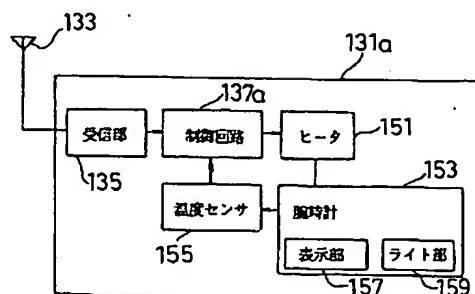 133
131a
137a
受信部
制御回路
ヒータ
151
135
153
温度センサ
腕時計
155
表示部
ライト部
157
159